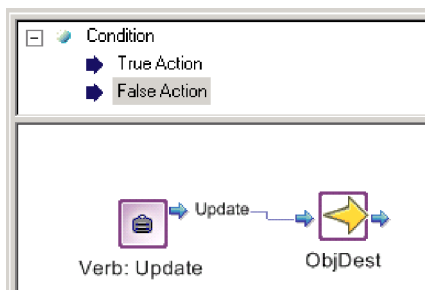 Condition
True Action
False Action
Update
Verb: Update
ObjDest